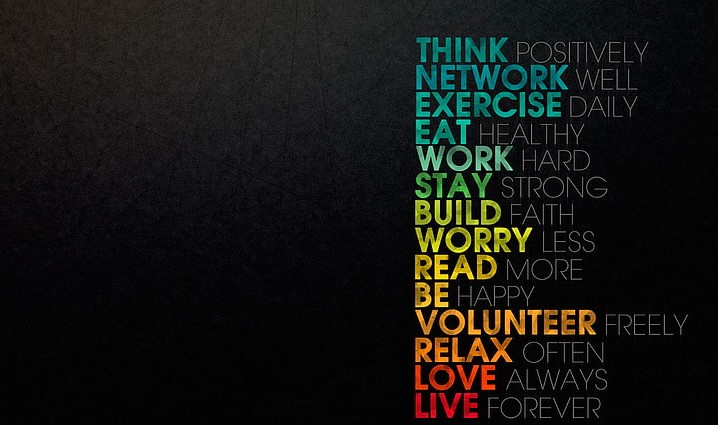 THINK POSITIVELY
NETWORK WELL
EXERCISE DAILY
EAT HEALTHY
WORK HARD
STAY STRONG
BUILD FAITH
WORRY LESS
READ MORE
BE HAPPY
VOLUNTEER FREELY
RELAX OFTEN
LOVE ALWAYS
LIVE FOREVER